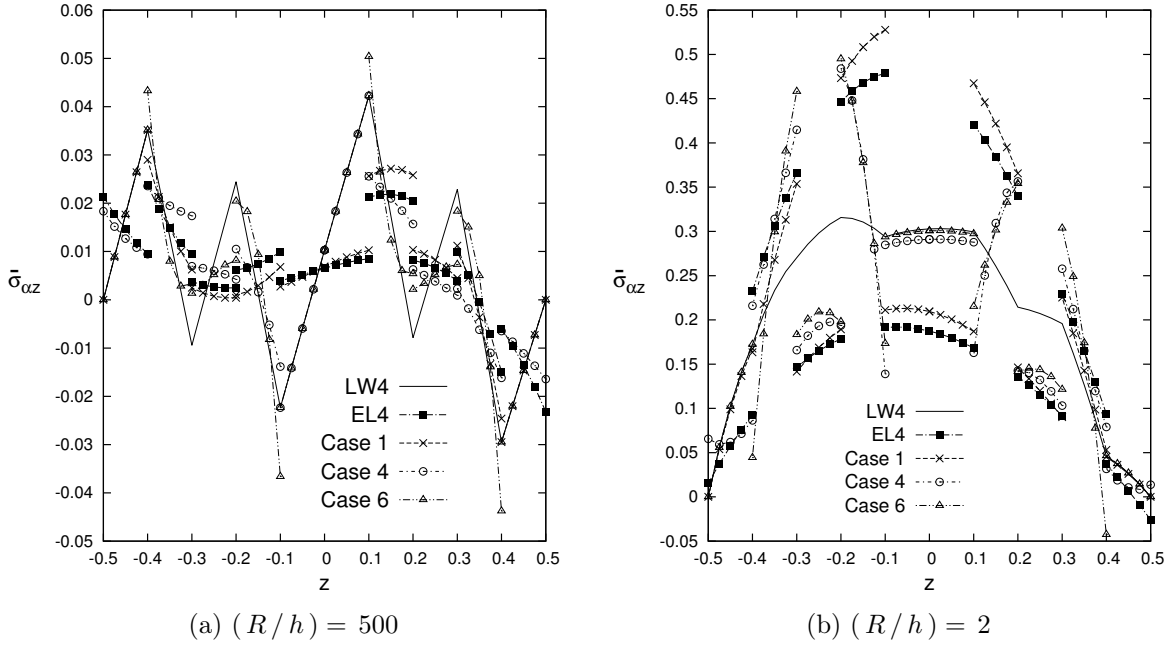 0.06
0.05
0.04
0.03
0.02
0.01
0
-0.01
-0.02
-0.03
-0.04
-0.05
σ̄αz
-0.5 -0.4 -0.3 -0.2 -0.1 0 0.1 0.2 0.3 0.4 0.5
z
LW4
EL4
Case 1
Case 4
Case 6
(a) (R/h) = 500
0.55
0.5
0.45
0.4
0.35
0.3
0.25
0.2
0.15
0.1
0.05
0
-0.05
σ̄αz
-0.5 -0.4 -0.3 -0.2 -0.1 0 0.1 0.2 0.3 0.4 0.5
z
LW4
EL4
Case 1
Case 4
Case 6
(b) (R/h) = 2